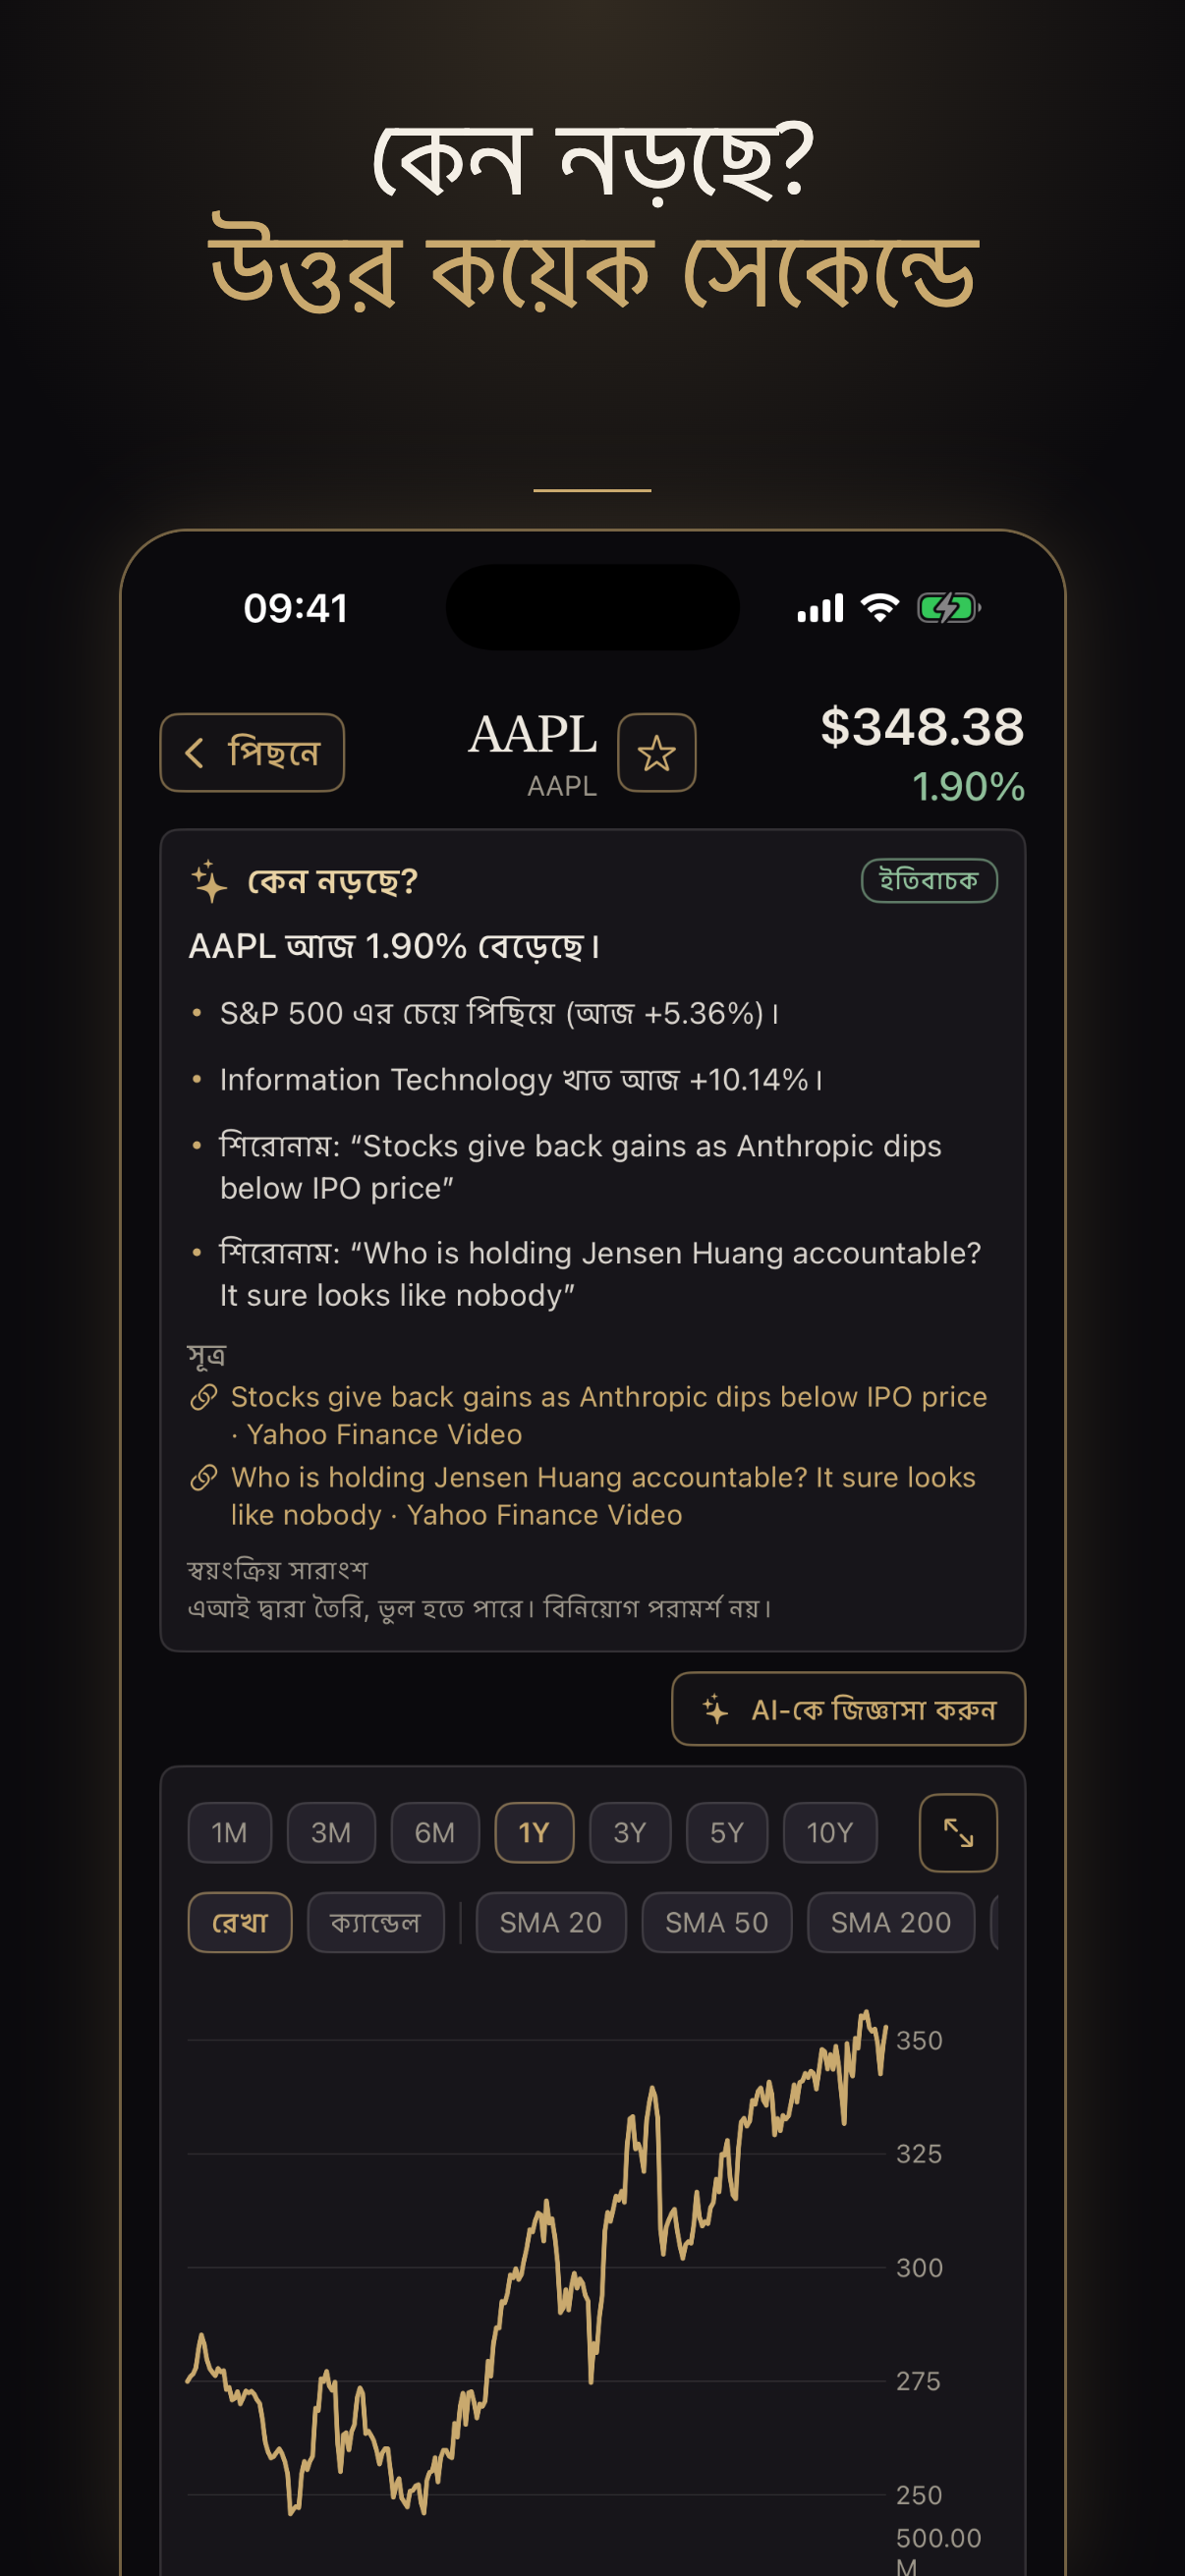 কেন নড়ছে?
উত্তর কয়েক সেকেন্ডে
09:41
পিছনে
AAPL
AAPL
$348.38
1.90%
কেন নড়ছে?
ইতিবাচক
AAPL আজ 1.90% বেড়েছে।
• S&P 500 এর চেয়ে পিছিয়ে (আজ +5.36%)।
• Information Technology খাত আজ +10.14%।
• শিরোনাম: “Stocks give back gains as Anthropic dips
below IPO price”
• শিরোনাম: “Who is holding Jensen Huang accountable?
It sure looks like nobody”
সূত্র
Stocks give back gains as Anthropic dips below IPO price
· Yahoo Finance Video
Who is holding Jensen Huang accountable? It sure looks
like nobody · Yahoo Finance Video
স্বয়ংক্রিয় সারাংশ
এআই দ্বারা তৈরি, ভুল হতে পারে। বিনিয়োগ পরামর্শ নয়।
AI-কে জিজ্ঞাসা করুন
1M 3M 6M 1Y 3Y 5Y 10Y
রেখা ক্যান্ডেল SMA 20 SMA 50 SMA 200
350
325
300
275
250
500.00
M